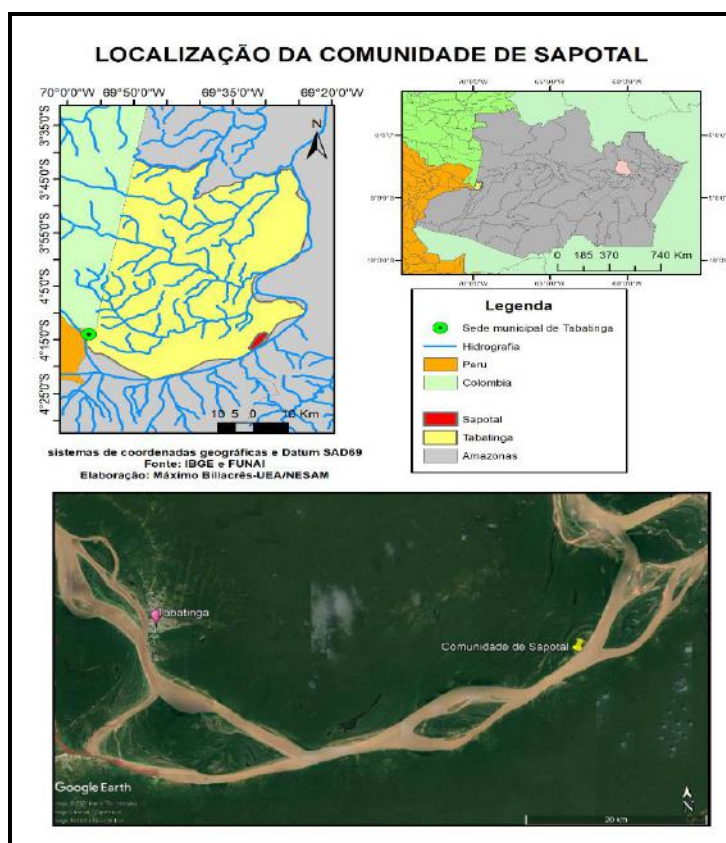 LOCALIZAÇÃO DA COMUNIDADE DE SAPOTAL
70°0'0"W 69°50'0"W 69°35'0"W 69°20'0"W
3°35'0"S
3°45'0"S
3°55'0"S
4°5'0"S
4°15'0"S
4°25'0"S
N
10 5 0 10 Km
0 185 370 740 Km
Legenda
Sede municipal de Tabatinga
Hidrografia
Peru
Colombia
Sapotal
Tabatinga
Amazonas
sistemas de coordenadas geográficas e Datum SAD69
Fonte: IBGE e FUNAI
Elaboração: Máximo Billacrês-UEA/NESAM
Tabatinga
Comunidade de Sapotal
Google Earth
N
20 km